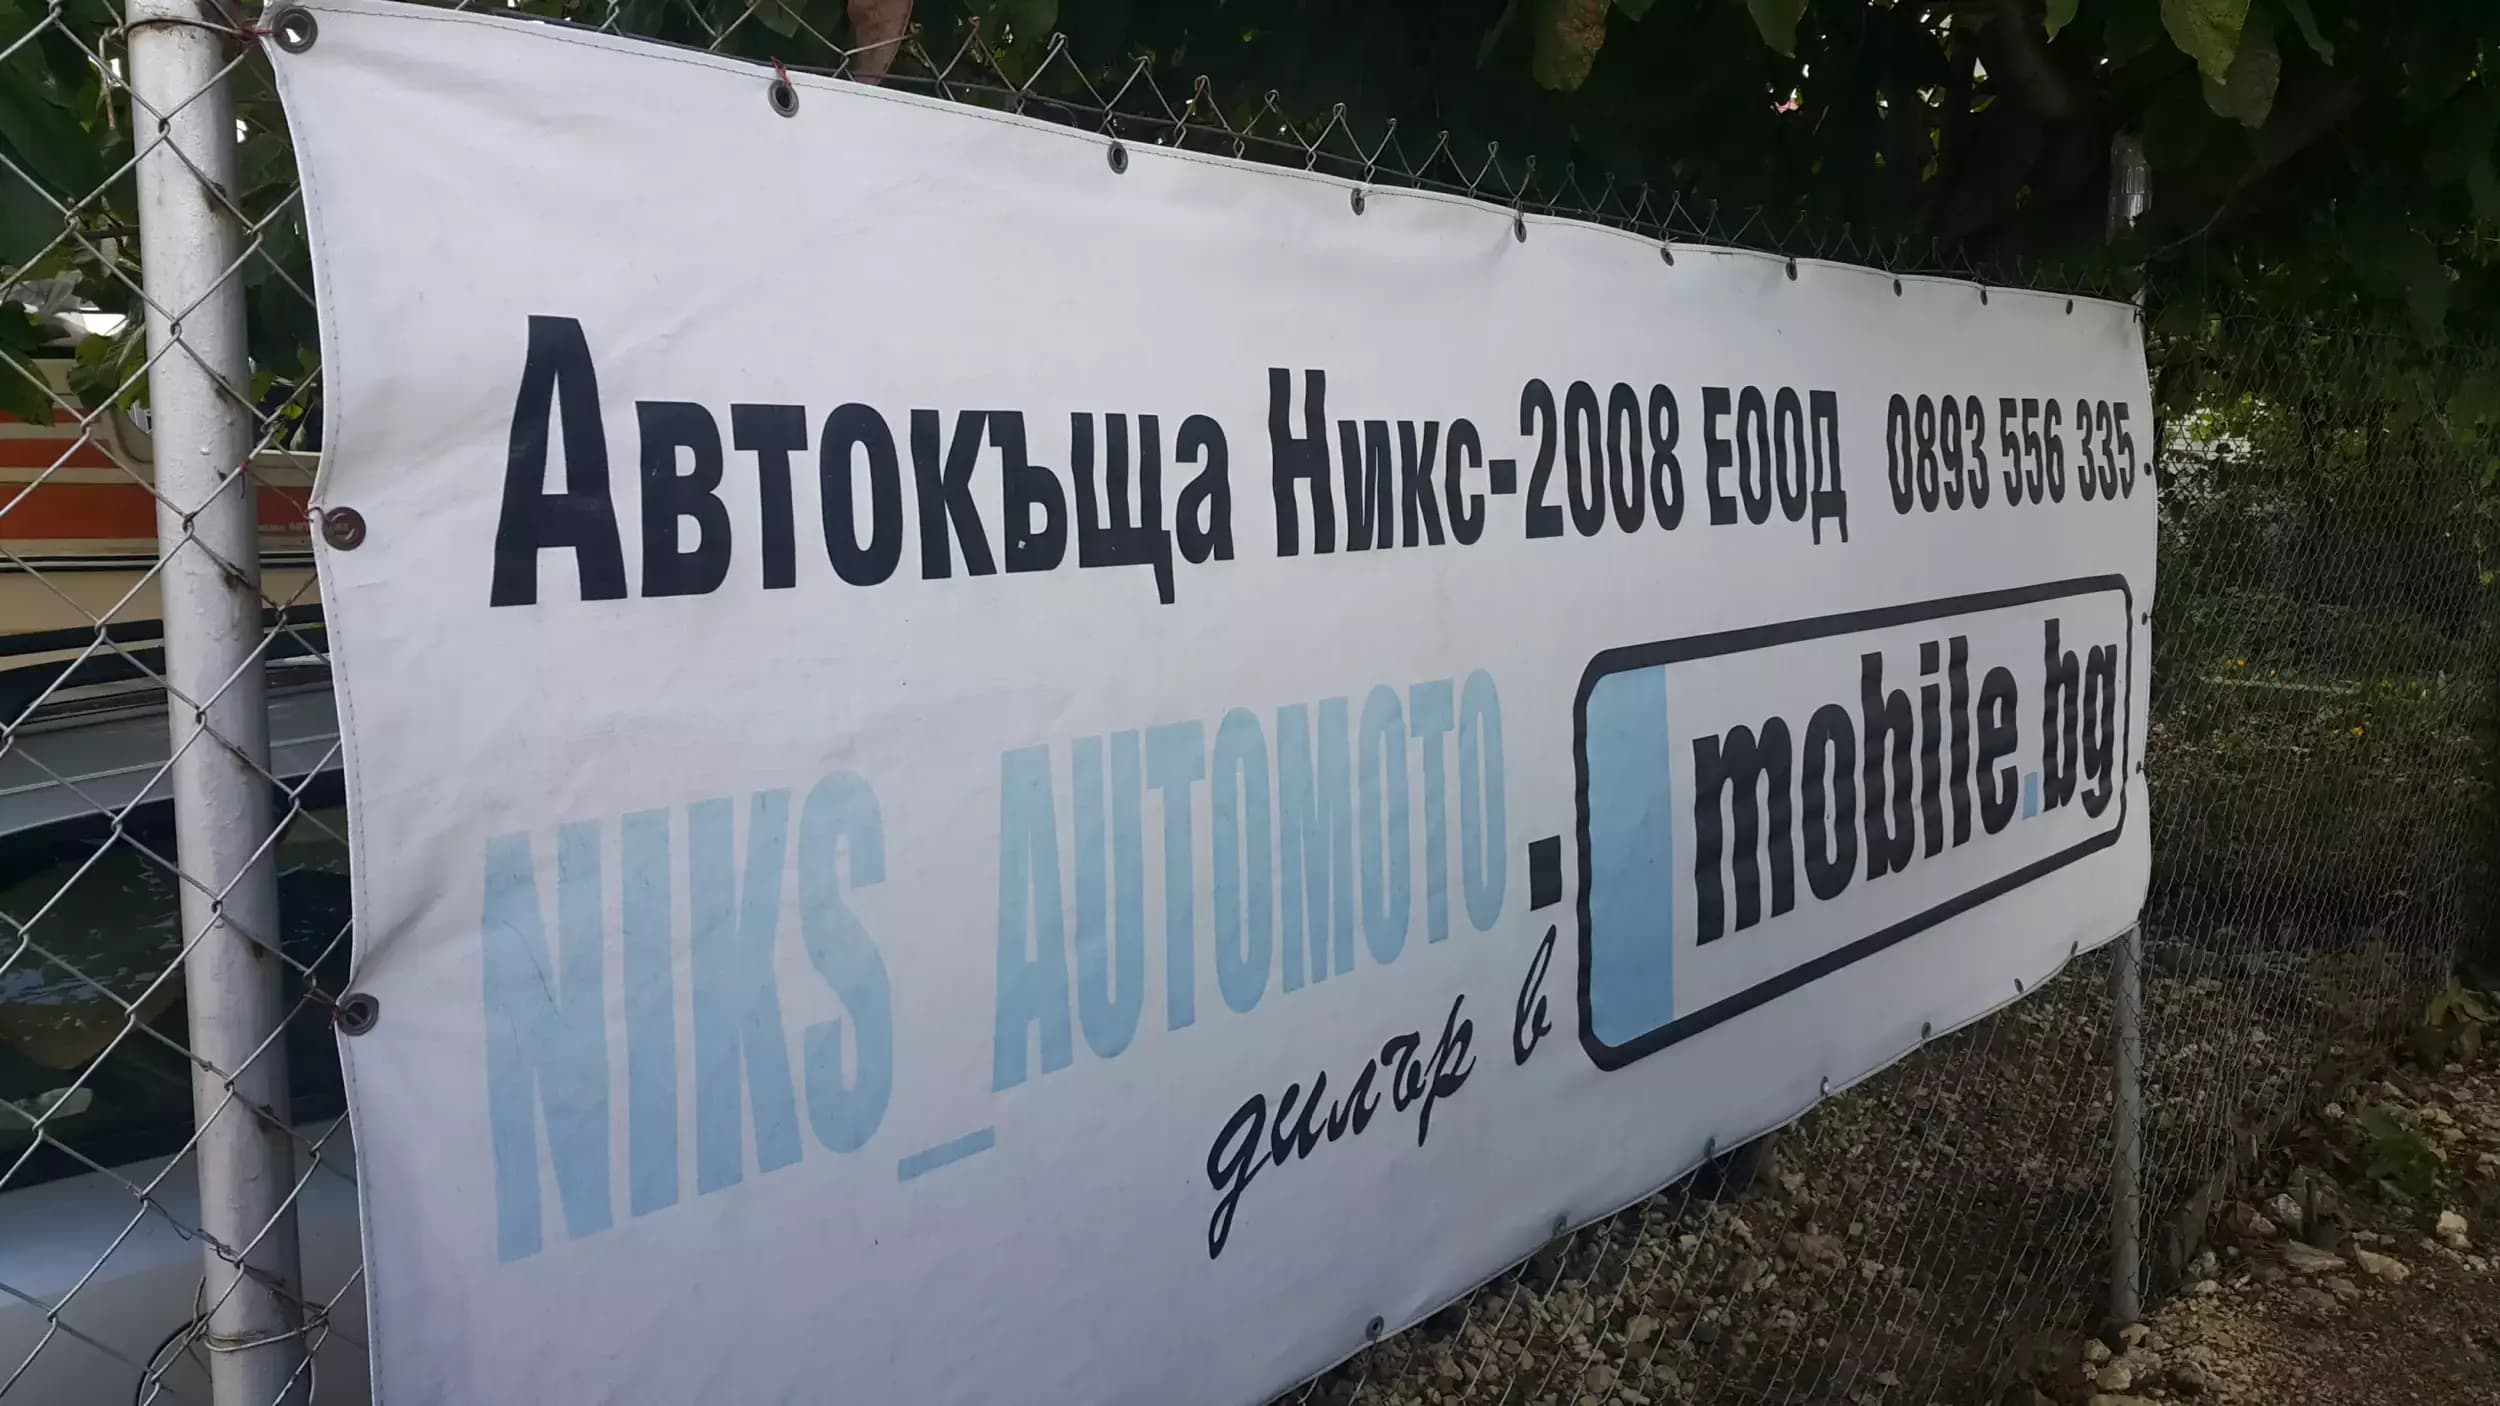 Автокъща Никс-2008 ЕООД 0893 556 335
NIKS_AUTOMOTO - mobile.bg
дилър в